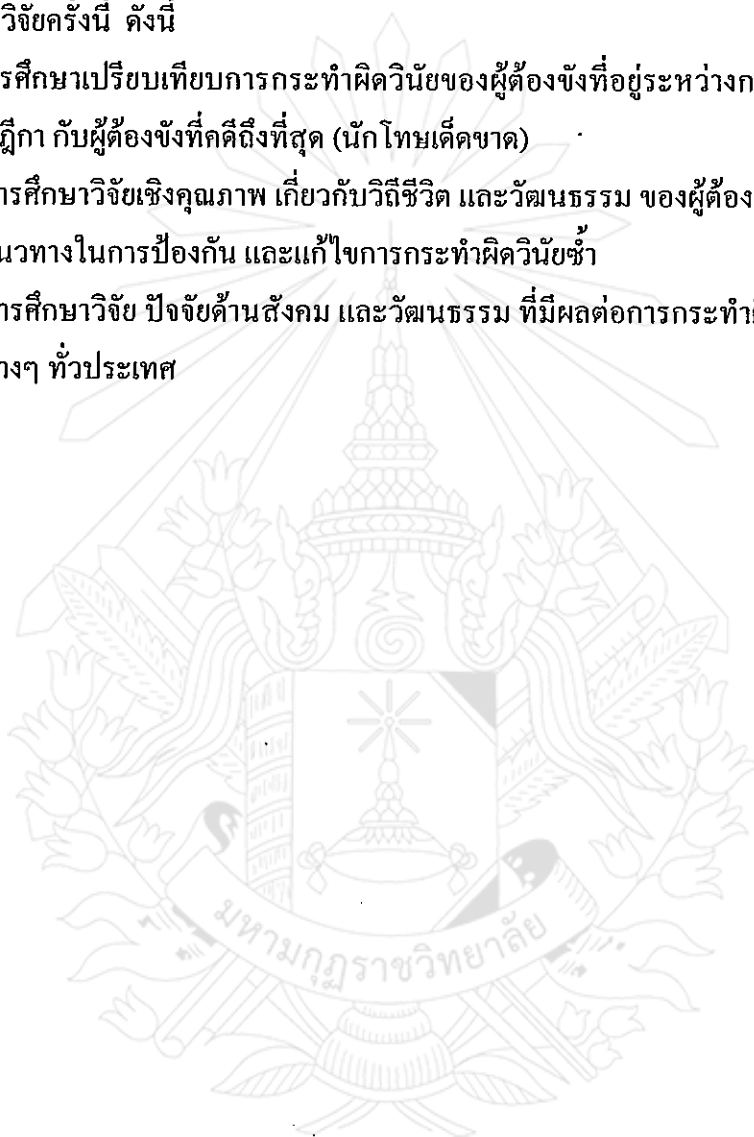 วิจัยครั้งนี้ ดังนี้
รศึกษาเปรียบเทียบการกระทำผิดวินัยของผู้ต้องขังที่อยู่ระหว่างก
ฎีกา กับผู้ต้องขังที่คดีถึงที่สุด (นักโทษเด็ดขาด)
ารศึกษาวิจัยเชิงคุณภาพ เกี่ยวกับวิถีชีวิต และวัฒนธรรม ของผู้ต้อง
นวทางในการป้องกัน และแก้ไขการกระทำผิดวินัยซ้ำ
ารศึกษาวิจัย ปัจจัยด้านสังคม และวัฒนธรรม ที่มีผลต่อการกระทำ
างๆ ทั่วประเทศ
มหามกุฏราชวิทยาลัย